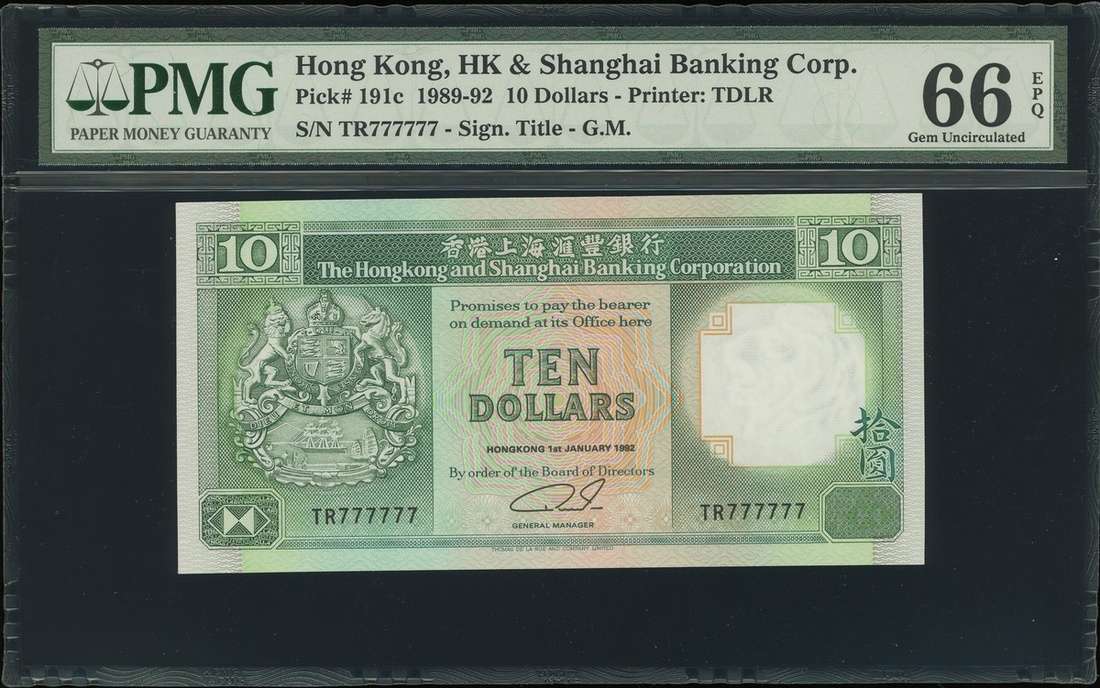 PMG
PAPER MONEY GUARANTY
Hong Kong, HK & Shanghai Banking Corp.
Pick# 191c 1989-92 10 Dollars - Printer: TDLR
S/N TR777777 - Sign. Title - G.M.
66
EPQ
Gem Uncirculated
10
香港上海滙豐銀行
10
The Hongkong and Shanghai Banking Corporation
Promises to pay the bearer
on demand at its Office here
TEN
DOLLARS
HONGKONG 1st JANUARY 1992
By order of the Board of Directors
GENERAL MANAGER
DIEU ET MON DROIT
拾圓
TR777777
TR777777
THOMAS DE LA RUE AND COMPANY LIMITED